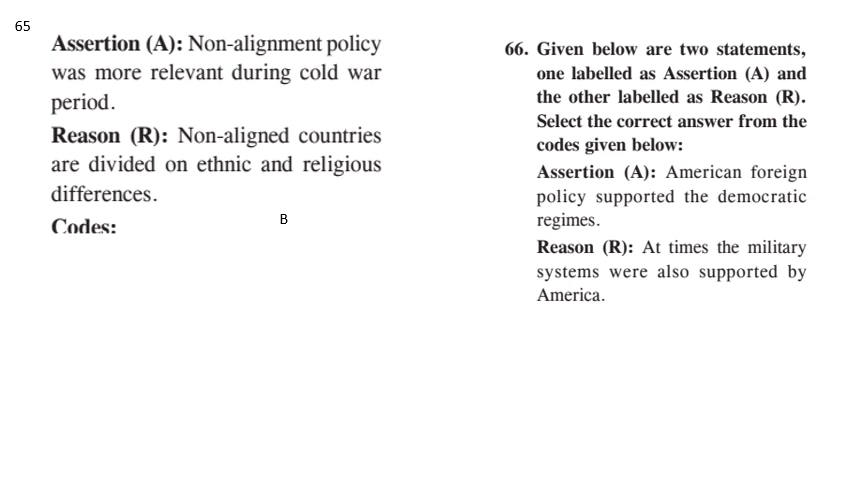 65
Assertion (A): Non-alignment policy
was more relevant during cold war
period.
Reason (R): Non-aligned countries
are divided on ethnic and religious
differences.
Codes:
B
66. Given below are two statements,
one labelled as Assertion (A) and
the other labelled as Reason (R).
Select the correct answer from the
codes given below:
Assertion (A): American foreign
policy supported the democratic
regimes.
Reason (R): At times the military
systems were also supported by
America.